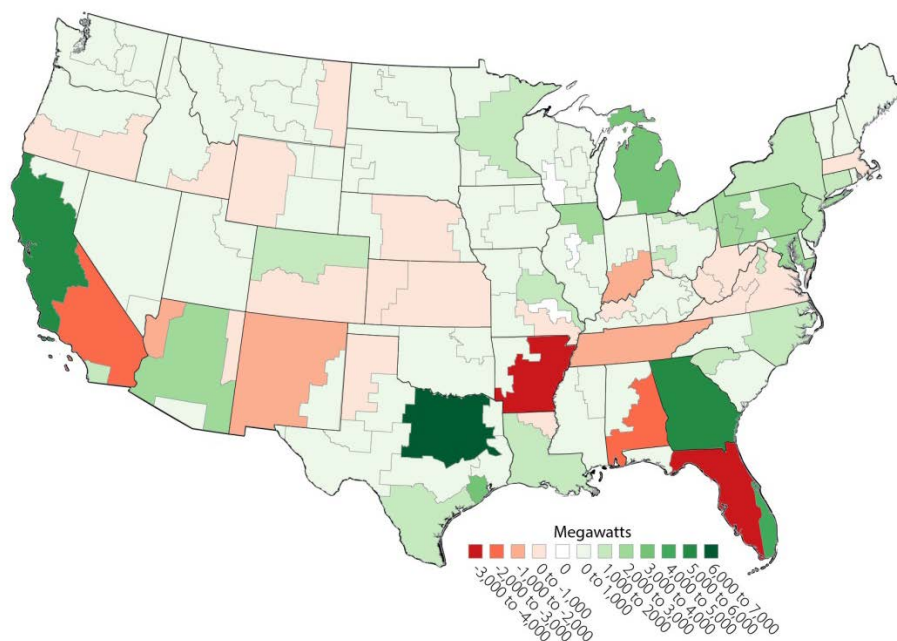 Megawatts
-3,000 to -4,000
-2,000 to -3,000
-1,000 to -2,000
0 to -1,000
0
0 to 1,000
1,000 to 2000
2,000 to 3,000
3,000 to 4,000
4,000 to 5,000
5,000 to 6,000
6,000 to 7,000